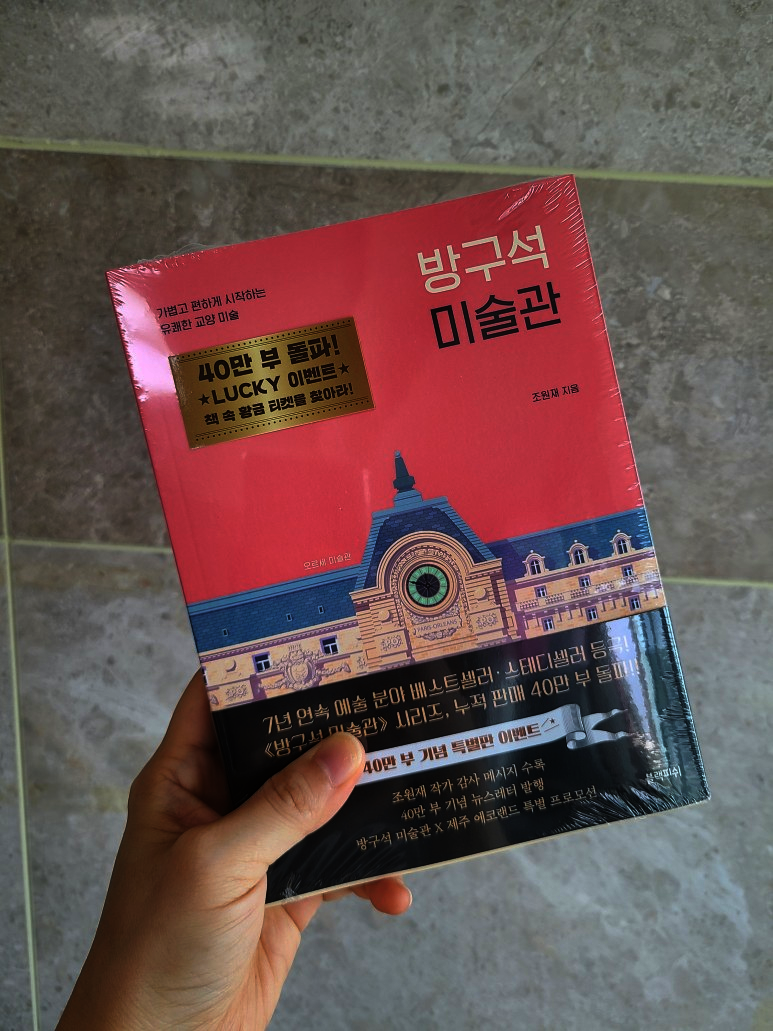 가볍고 편하게 시작하는
유쾌한 교양 미술
방구석
미술관
40만 부 돌파!
★LUCKY 이벤트★
책 속 황금 티켓을 찾아라!
조원재 지음
오르세 미술관
PARIS-ORLEANS
7년 연속 예술 분야 베스트셀러·스테디셀러 등극!
《방구석 미술관》 시리즈, 누적 판매 40만 부 돌파!!
40만 부 기념 특별판 이벤트
조원재 작가 감사 메시지 수록
40만 부 기념 뉴스레터 발행
방구석 미술관 X 제주 에코랜드 특별 프로모션
블랙피쉬